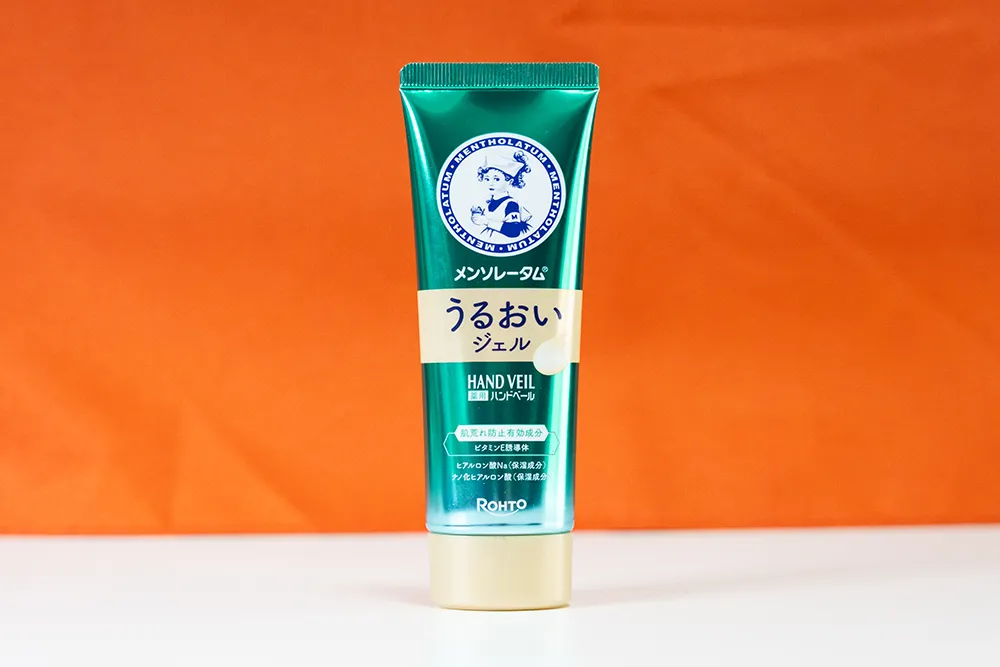 MENTHOLATUM・MENTHOLATUM・MENTHOLATUM・
M
メンソレータム®
うるおい
ジェル
HAND VEIL
薬用 ハンドベール
肌荒れ防止有効成分
ビタミンE誘導体
ヒアルロン酸Na(保湿成分)
ナノ化ヒアルロン酸(保湿成分)
ROHTO